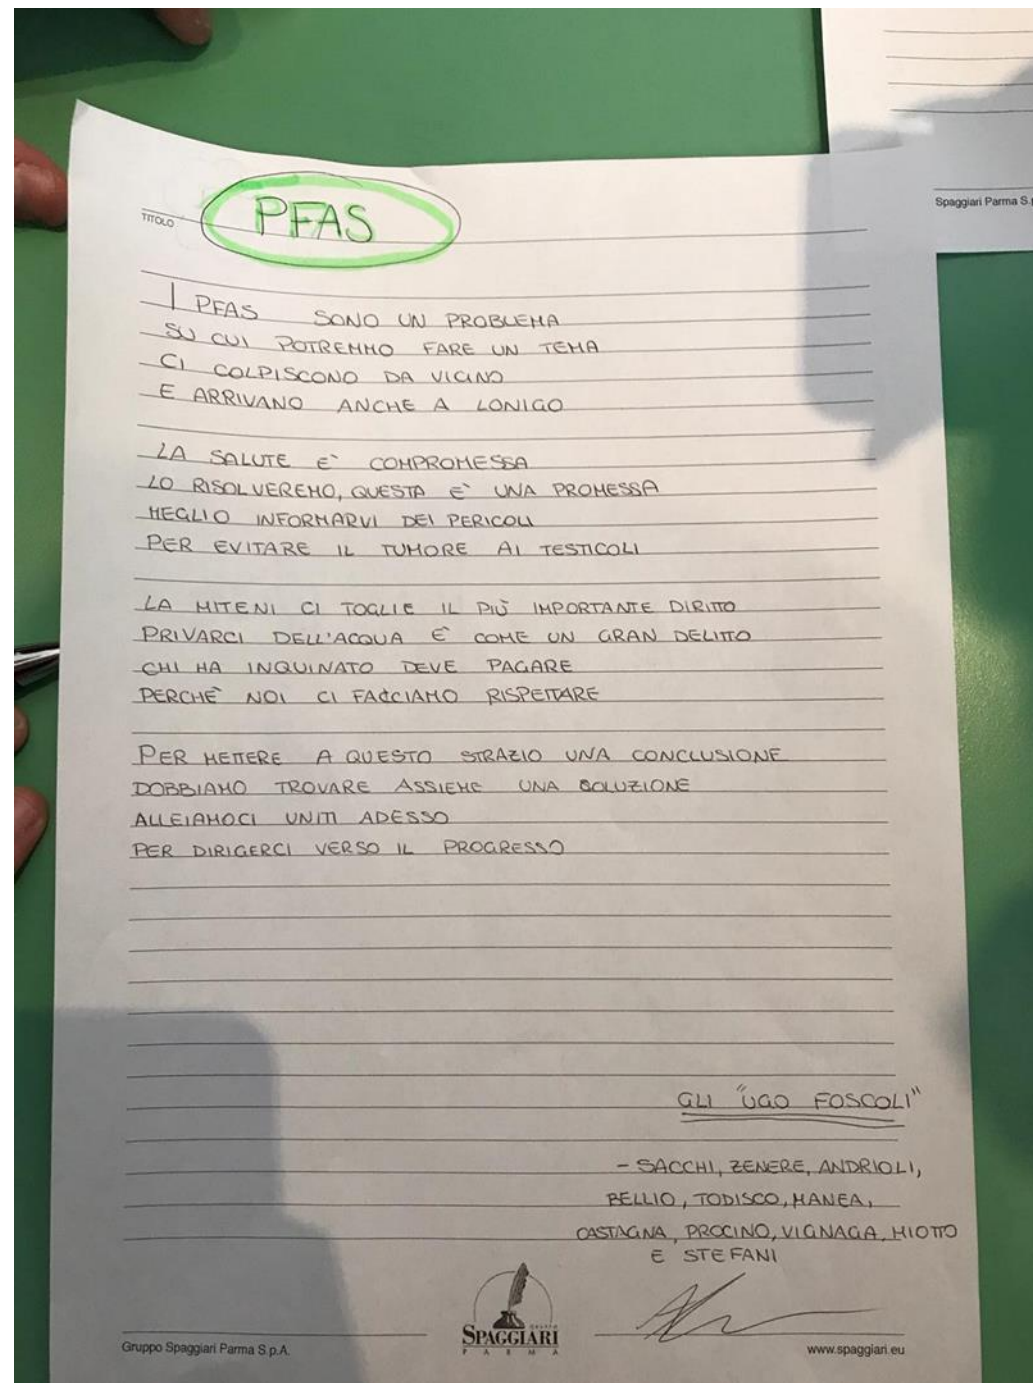 Spaggiari Parma S.p
TITOLO
PFAS
I PFAS SONO UN PROBLEMA
SU CUI POTREMMO FARE UN TEMA
CI COLPISCONO DA VICINO
E ARRIVANO ANCHE A LONIGO
LA SALUTE E' COMPROMESSA
LO RISOLVEREMO, QUESTA E' UNA PROMESSA
MEGLIO INFORMARVI DEI PERICOLI
PER EVITARE IL TUMORE AI TESTICOLI
LA MITENI CI TOGLIE IL PIÙ IMPORTANTE DIRITTO
PRIVARCI DELL'ACQUA È COME UN GRAN DELITTO
CHI HA INQUINATO DEVE PAGARE
PERCHÈ NOI CI FACCIAMO RISPETTARE
PER METTERE A QUESTO STRAZIO UNA CONCLUSIONE
DOBBIAMO TROVARE ASSIEME UNA SOLUZIONE
ALLEIAMOCI UNITI ADESSO
PER DIRIGERCI VERSO IL PROGRESSO
GLI "UGO FOSCOLI"
- SACCHI, ZENERE, ANDRIOLI,
BELLIO, TODISCO, MANEA,
CASTAGNA, PROCINO, VIGNAGA, MIOTTO
E STEFANI
GRUPPO
SPAGGIARI
PARMA
Gruppo Spaggiari Parma S.p.A.
www.spaggiari.eu